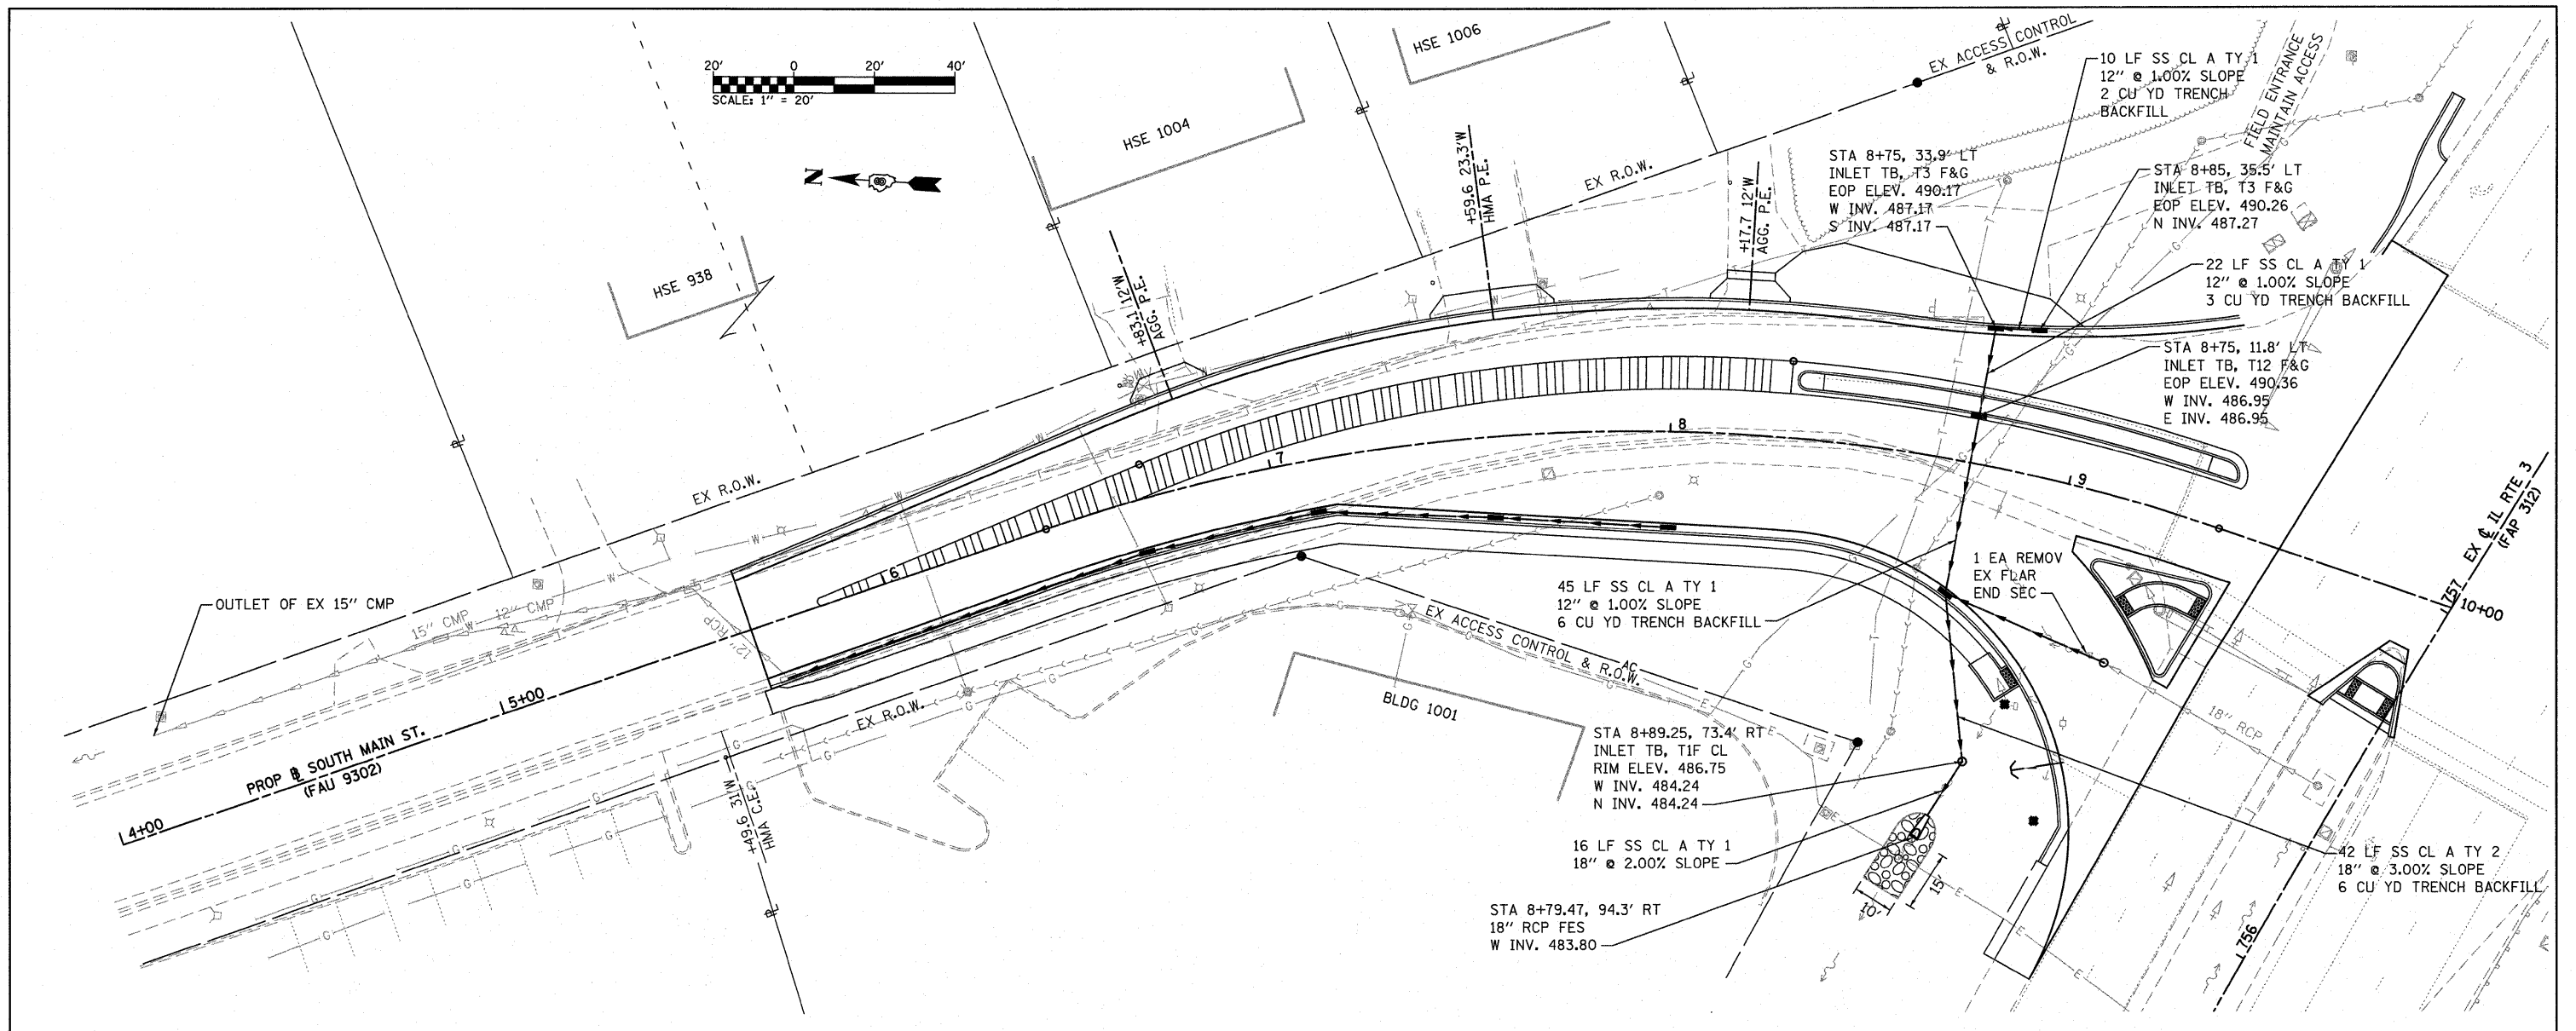 20' 0 20' 40'
SCALE: 1" = 20'
N
HSE 938
HSE 1004
HSE 1006
EX ACCESS CONTROL
& R.O.W.
EX R.O.W.
EX R.O.W.
FIELD ENTRANCE
MAINTAIN ACCESS
10 LF SS CL A TY 1
12" @ 1.00% SLOPE
2 CU YD TRENCH
BACKFILL
STA 8+75, 33.9' LT
INLET TB, T3 F&G
EOP ELEV. 490.17
W INV. 487.17
S INV. 487.17
STA 8+85, 35.5' LT
INLET TB, T3 F&G
EOP ELEV. 490.26
N INV. 487.27
22 LF SS CL A TY 1
12" @ 1.00% SLOPE
3 CU YD TRENCH BACKFILL
STA 8+75, 11.8' LT
INLET TB, T12 F&G
EOP ELEV. 490.36
W INV. 486.95
E INV. 486.95
+83.1 12'W
AGG. P.E.
+59.6 23.3'W
HMA P.E.
+17.7 12'W
AGG. P.E.
OUTLET OF EX 15" CMP
15" CMP
12" CMP
12" RCP
4+00
5+00
6
7
8
9
10+00
PROP ⅊ SOUTH MAIN ST.
(FAU 9302)
EX R.O.W.
+49.6 31'W
HMA C.E.
45 LF SS CL A TY 1
12" @ 1.00% SLOPE
6 CU YD TRENCH BACKFILL
1 EA REMOV
EX FLAR
END SEC
EX ACCESS CONTROL & R.O.W.
AC
BLDG 1001
STA 8+89.25, 73.4' RT
INLET TB, T1F CL
RIM ELEV. 486.75
W INV. 484.24
N INV. 484.24
16 LF SS CL A TY 1
18" @ 2.00% SLOPE
STA 8+79.47, 94.3' RT
18" RCP FES
W INV. 483.80
10'
15'
18" RCP
42 LF SS CL A TY 2
18" @ 3.00% SLOPE
6 CU YD TRENCH BACKFILL
757
EX ℄ IL RTE 3
(FAP 312)
756